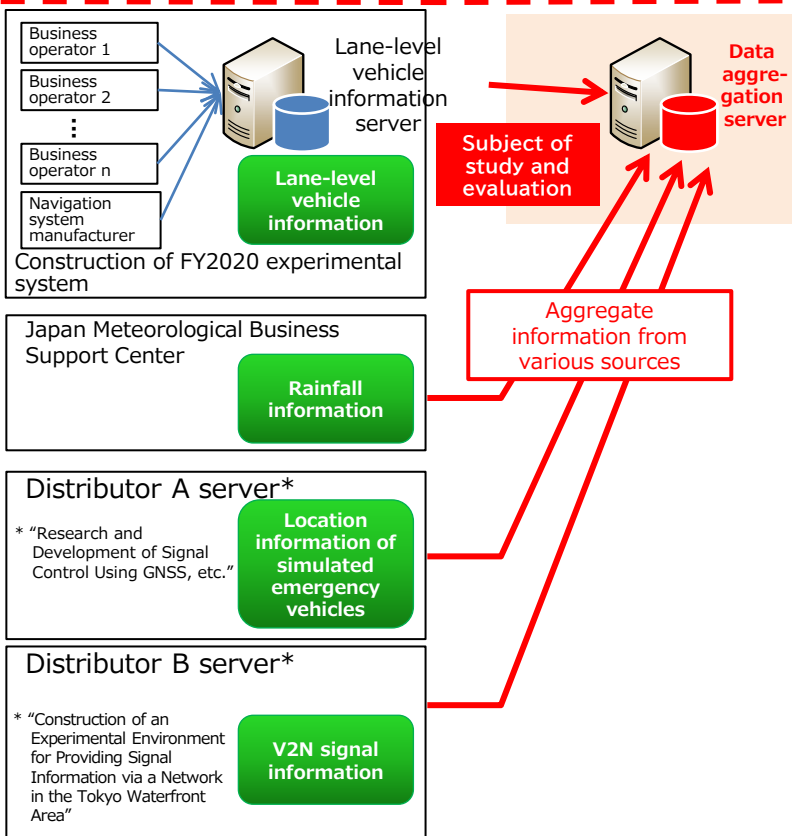 Business
operator 1
Business
operator 2
⋮
Business
operator n
Navigation
system
manufacturer
Lane-level
vehicle
information
server
Lane-level
vehicle
information
Construction of FY2020 experimental
system
Data
aggre-
gation
server
Subject of
study and
evaluation
Aggregate
information from
various sources
Japan Meteorological Business
Support Center
Rainfall
information
Distributor A server*
* “Research and
Development of Signal
Control Using GNSS, etc.”
Location
information of
simulated
emergency
vehicles
Distributor B server*
* “Construction of an
Experimental Environment
for Providing Signal
Information via a Network
in the Tokyo Waterfront
Area”
V2N signal
information